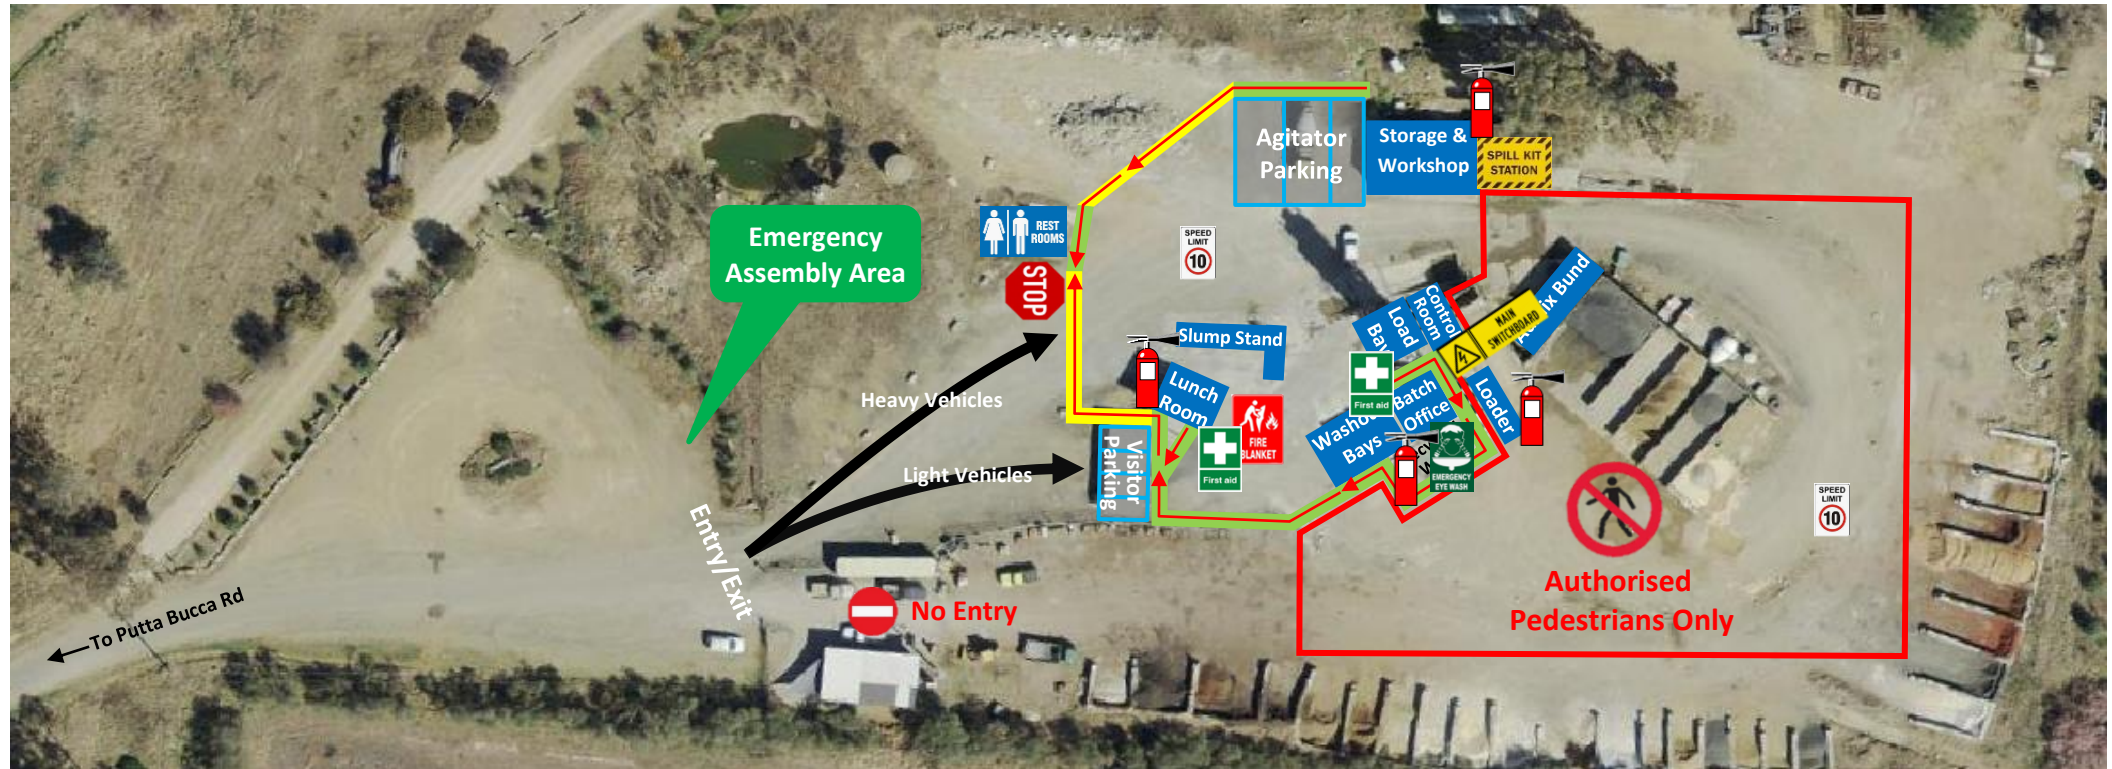 Agitator
Parking
Storage &
Workshop
SPILL KIT
STATION
Emergency
Assembly Area
REST
ROOMS
STOP
SPEED
LIMIT
10
Control
Room
Load
MAIN
SWITCHBOARD
Bund
Slump Stand
Lunch
Room
Heavy Vehicles
First aid
Batch
Office
Loader
FIRE
BLANKET
Bays
Visitor
Parking
Light Vehicles
First aid
EMERGENCY
EYE WASH
SPEED
LIMIT
10
Entry/Exit
Authorised
Pedestrians Only
No Entry
To Putta Bucca Rd